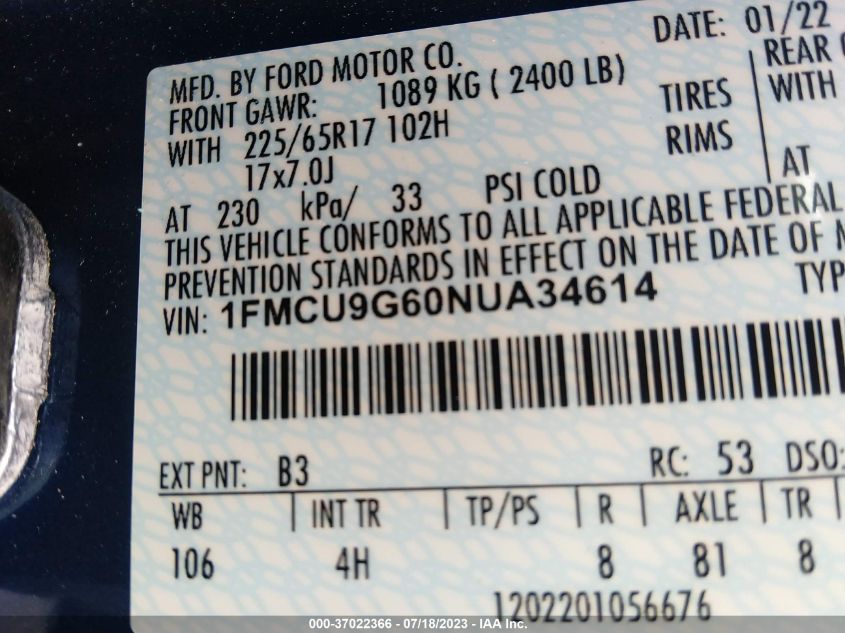 DATE: 01/22
MFD. BY FORD MOTOR CO.
FRONT GAWR: 1089 KG ( 2400 LB)
REAR
WITH 225/65R17 102H TIRES WITH
17x7.0J RIMS
AT 230 kPa/ 33 PSI COLD AT
THIS VEHICLE CONFORMS TO ALL APPLICABLE FEDERAL
PREVENTION STANDARDS IN EFFECT ON THE DATE OF
VIN: 1FMCU9G60NUA34614 TYP
EXT PNT: B3 RC: 53 DSO:
WB INT TR TP/PS R AXLE TR
106 4H 8 81 8
1202201056676
000-37022366 - 07/18/2023 - IAA Inc.